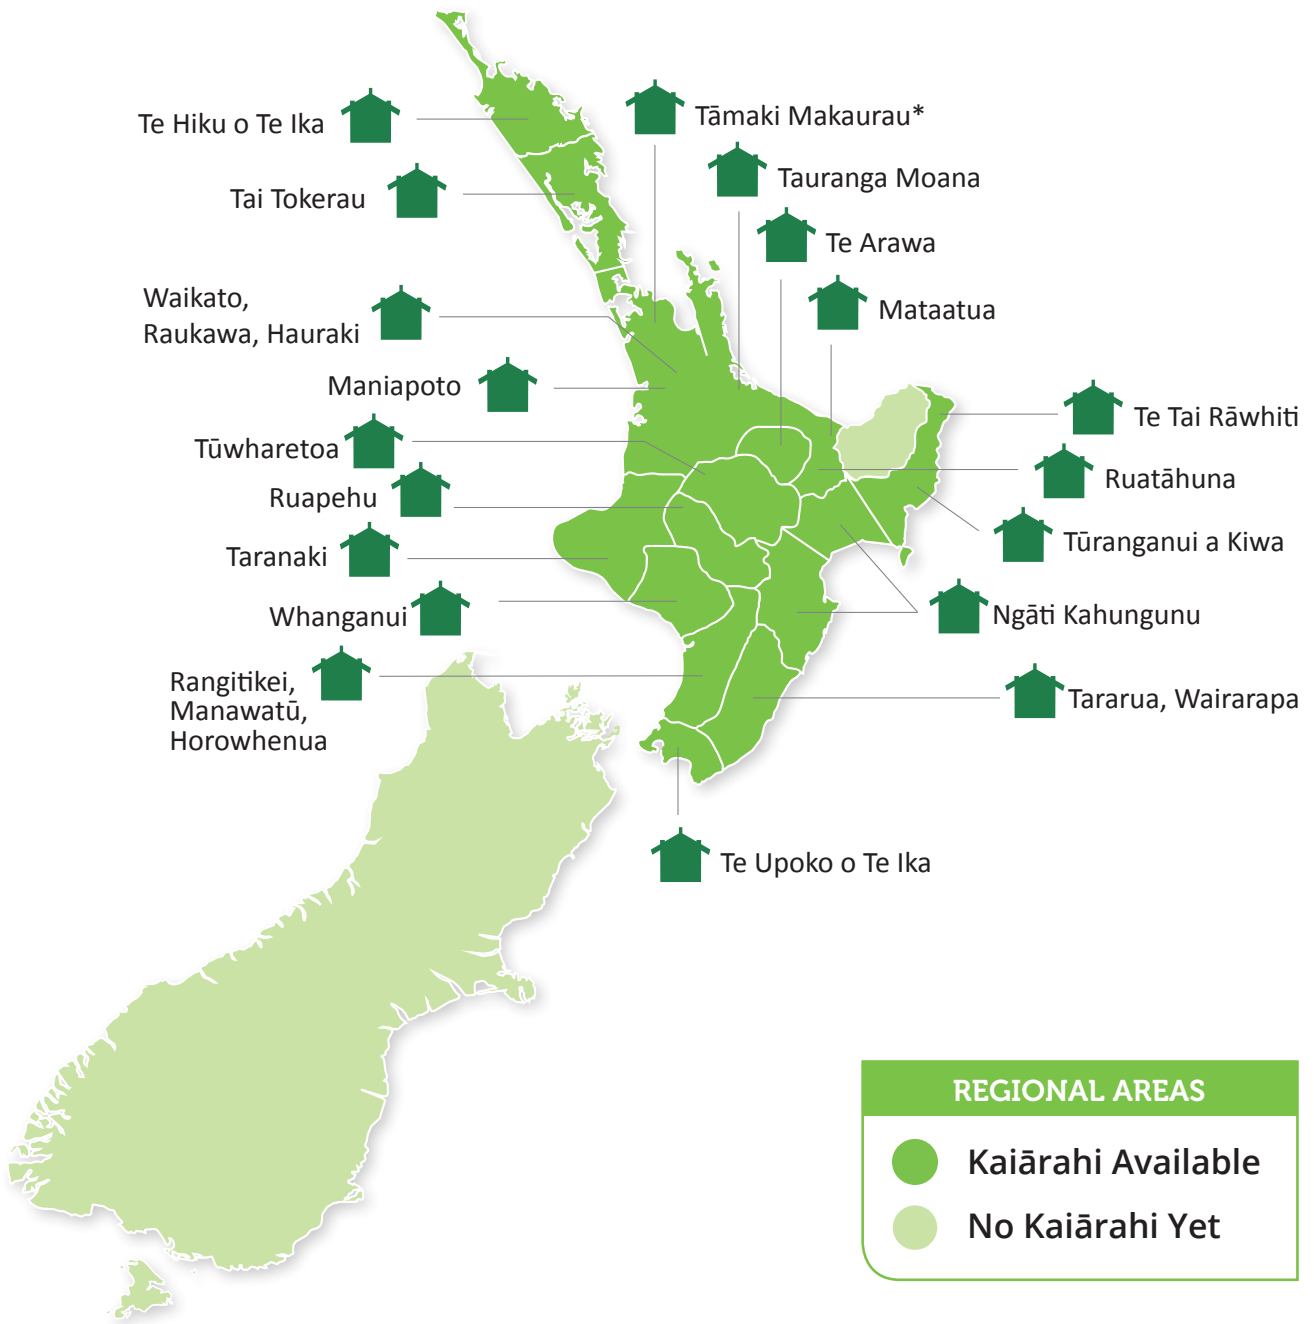 Te Hiku o Te Ika
Tāmaki Makaurau*
Tauranga Moana
Tai Tokerau
Te Arawa
Waikato,
Raukawa, Hauraki
Mataatua
Maniapoto
Te Tai Rāwhiti
Tūwharetoa
Ruatāhuna
Ruapehu
Tūranganui a Kiwa
Taranaki
Whanganui
Ngāti Kahungunu
Rangitikei,
Manawatū,
Horowhenua
Tararua, Wairarapa
Te Upoko o Te Ika
REGIONAL AREAS
Kaiārahi Available
No Kaiārahi Yet